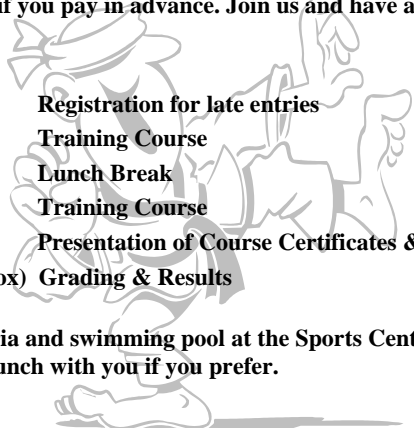 if you pay in advance. Join us and have a
Registration for late entries
Training Course
Lunch Break
Training Course
Presentation of Course Certificates &
ox) Grading & Results
ia and swimming pool at the Sports Cent
unch with you if you prefer.